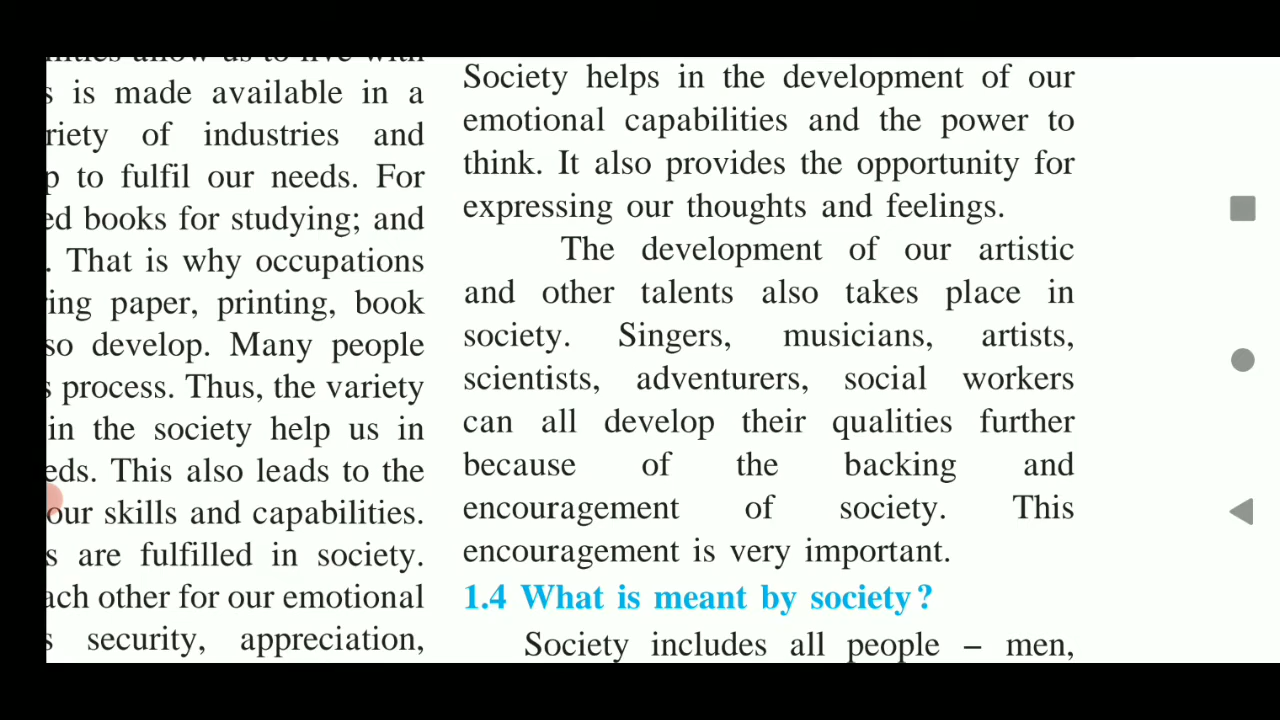 is made available in a
of industries and
to fulfil our needs. For
books for studying; and
. That is why occupations
paper, printing, book
develop. Many people
process. Thus, the variety
in the society help us in
This also leads to the
our skills and capabilities.
are fulfilled in society.
other for our emotional
security, appreciation,
Society helps in the development of our
emotional capabilities and the power to
think. It also provides the opportunity for
expressing our thoughts and feelings.
The development of our artistic
and other talents also takes place in
society. Singers, musicians, artists,
scientists, adventurers, social workers
can all develop their qualities further
because of the backing and
encouragement of society. This
encouragement is very important.
1.4 What is meant by society?
Society includes all people – men,